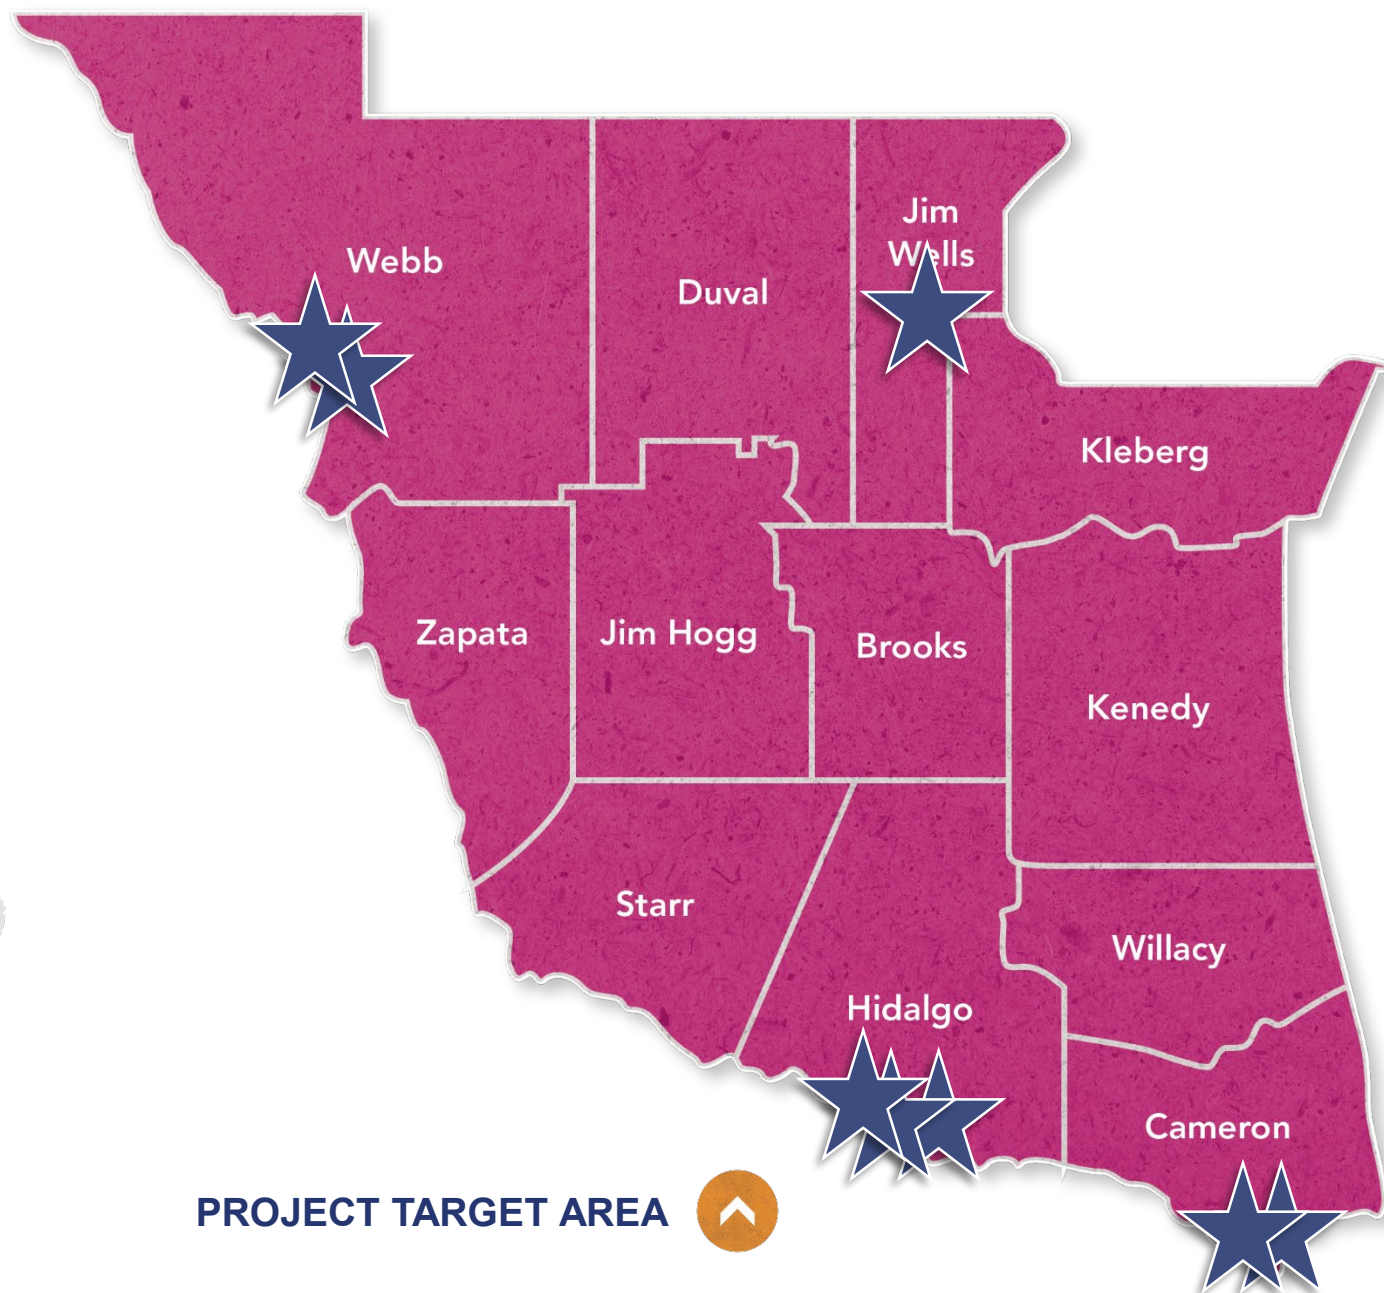 Jim
Wells
Webb
Duval
Kleberg
Zapata
Jim Hogg
Brooks
Kenedy
Starr
Willacy
Hidalgo
Cameron
PROJECT TARGET AREA